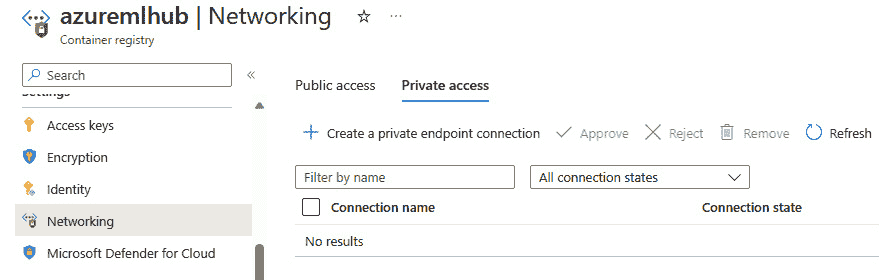 azuremlhub | Networking
Container registry
Search
Settings
Access keys
Encryption
Identity
Networking
Microsoft Defender for Cloud
Public access
Private access
Create a private endpoint connection
Approve
Reject
Remove
Refresh
Filter by name
All connection states
Connection name
Connection state
No results